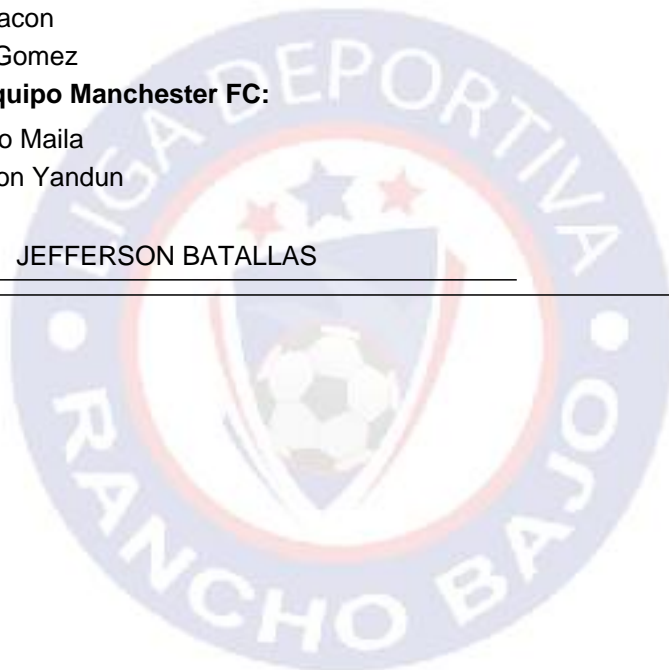 acon
Gomez
quipo Manchester FC:
o Maila
on Yandun
JEFFERSON BATALLAS
LIGA DEPORTIVA
RANCHO BAJO